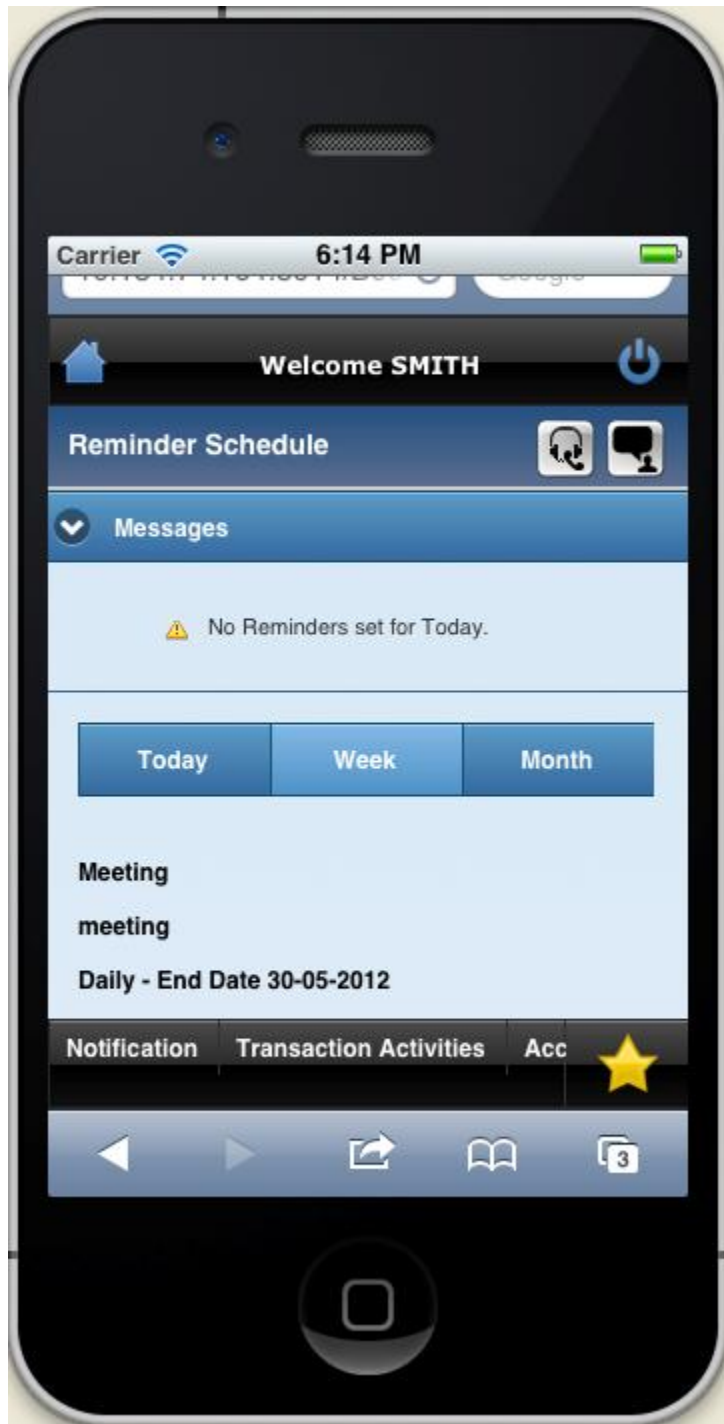 Carrier 6:14 PM
Google
Welcome SMITH
Reminder Schedule
Messages
No Reminders set for Today.
Today Week Month
Meeting
meeting
Daily - End Date 30-05-2012
Notification Transaction Activities Acc
3